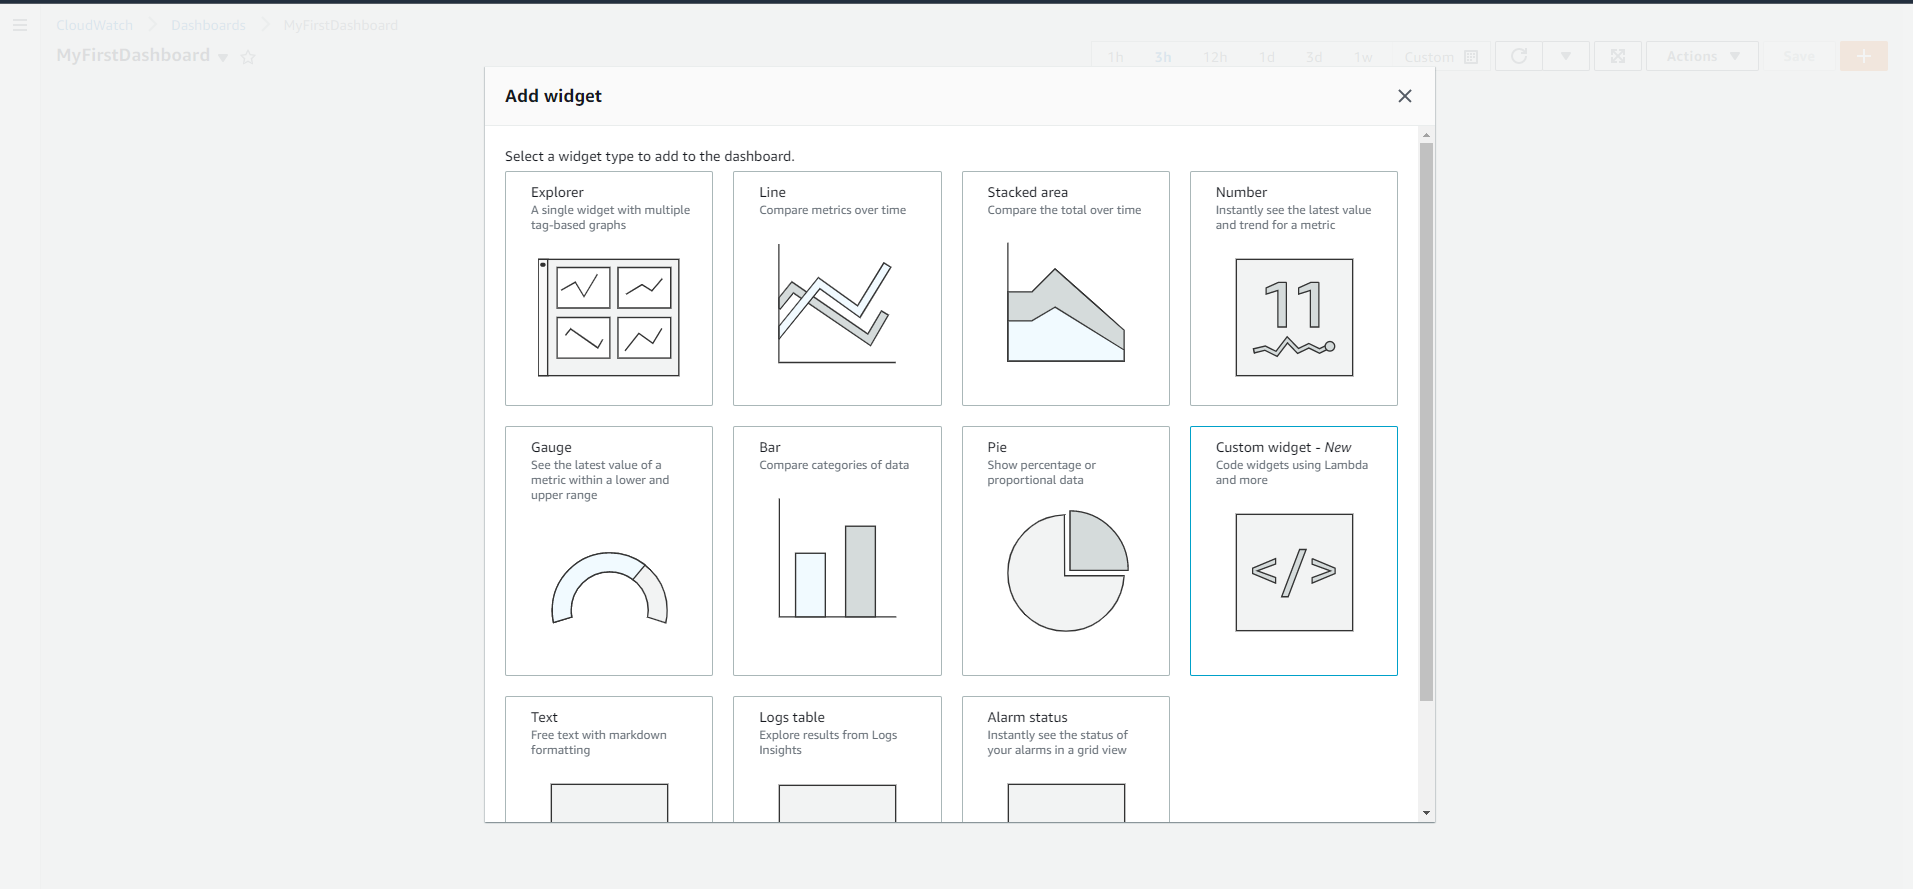 CloudWatch > Dashboards > MyFirstDashboard
MyFirstDashboard
1h 3h 12h 1d 3d 1w Custom Actions Save
Add widget
Select a widget type to add to the dashboard.
Explorer
A single widget with multiple
tag-based graphs
Line
Compare metrics over time
Stacked area
Compare the total over time
Number
Instantly see the latest value
and trend for a metric
11
Gauge
See the latest value of a
metric within a lower and
upper range
Bar
Compare categories of data
Pie
Show percentage or
proportional data
Custom widget - New
Code widgets using Lambda
and more
</>
Text
Free text with markdown
formatting
Logs table
Explore results from Logs
Insights
Alarm status
Instantly see the status of
your alarms in a grid view